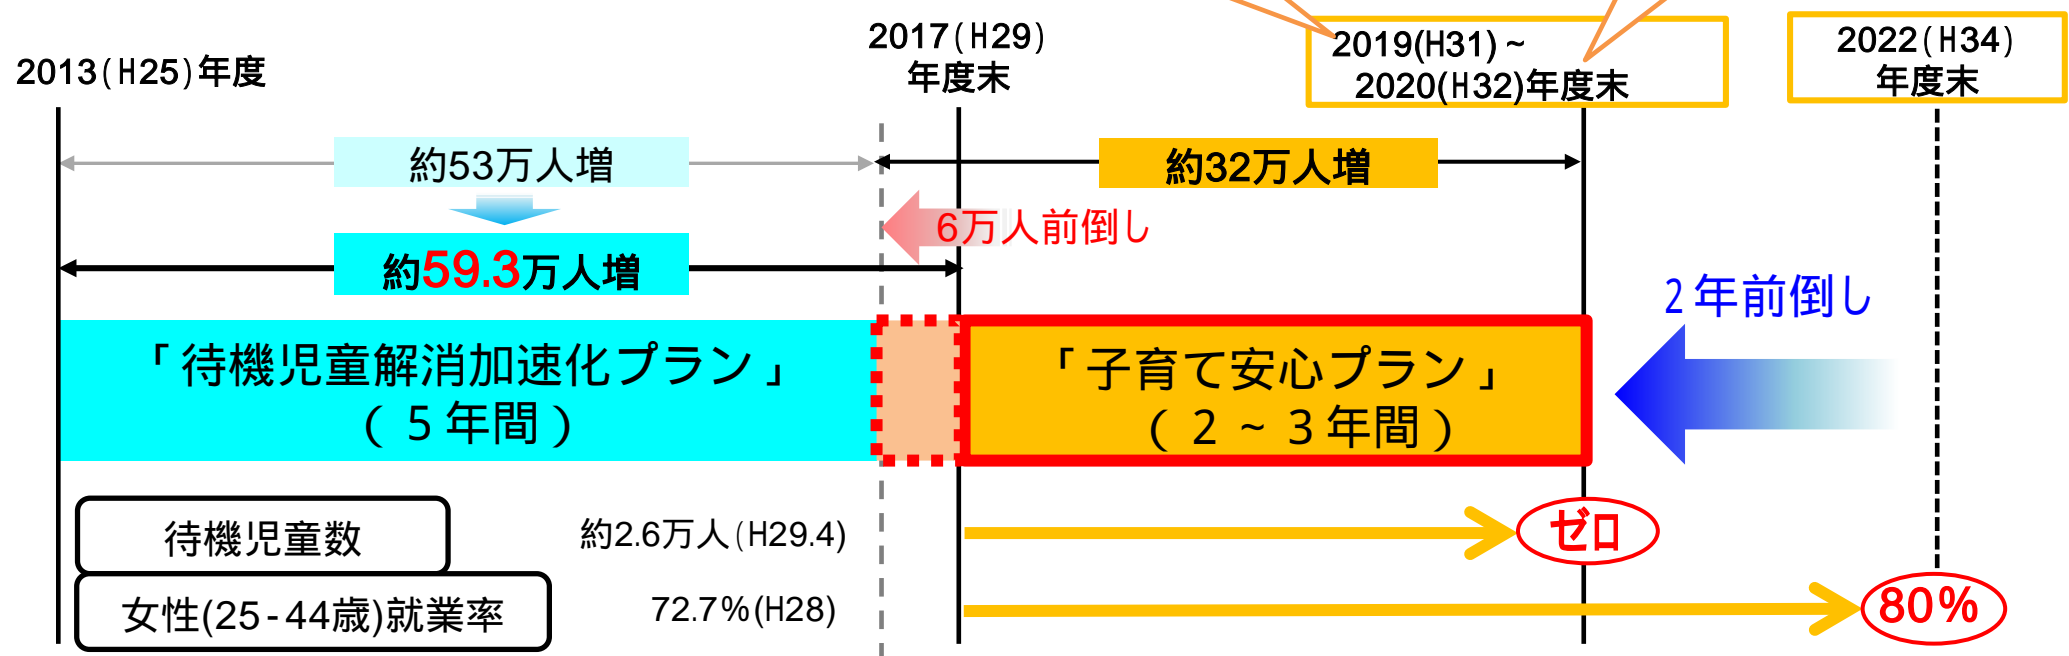 2013(H25)年度
2017(H29)
年度末
2019(H31)~
2020(H32)年度末
2022(H34)
年度末
約53万人増
約32万人増
6万人前倒し
約59.3万人増
2年前倒し
「待機児童解消加速化プラン」
(5年間)
「子育て安心プラン」
(2~3年間)
待機児童数
約2.6万人(H29.4)
ゼロ
女性(25-44歳)就業率
72.7%(H28)
80%